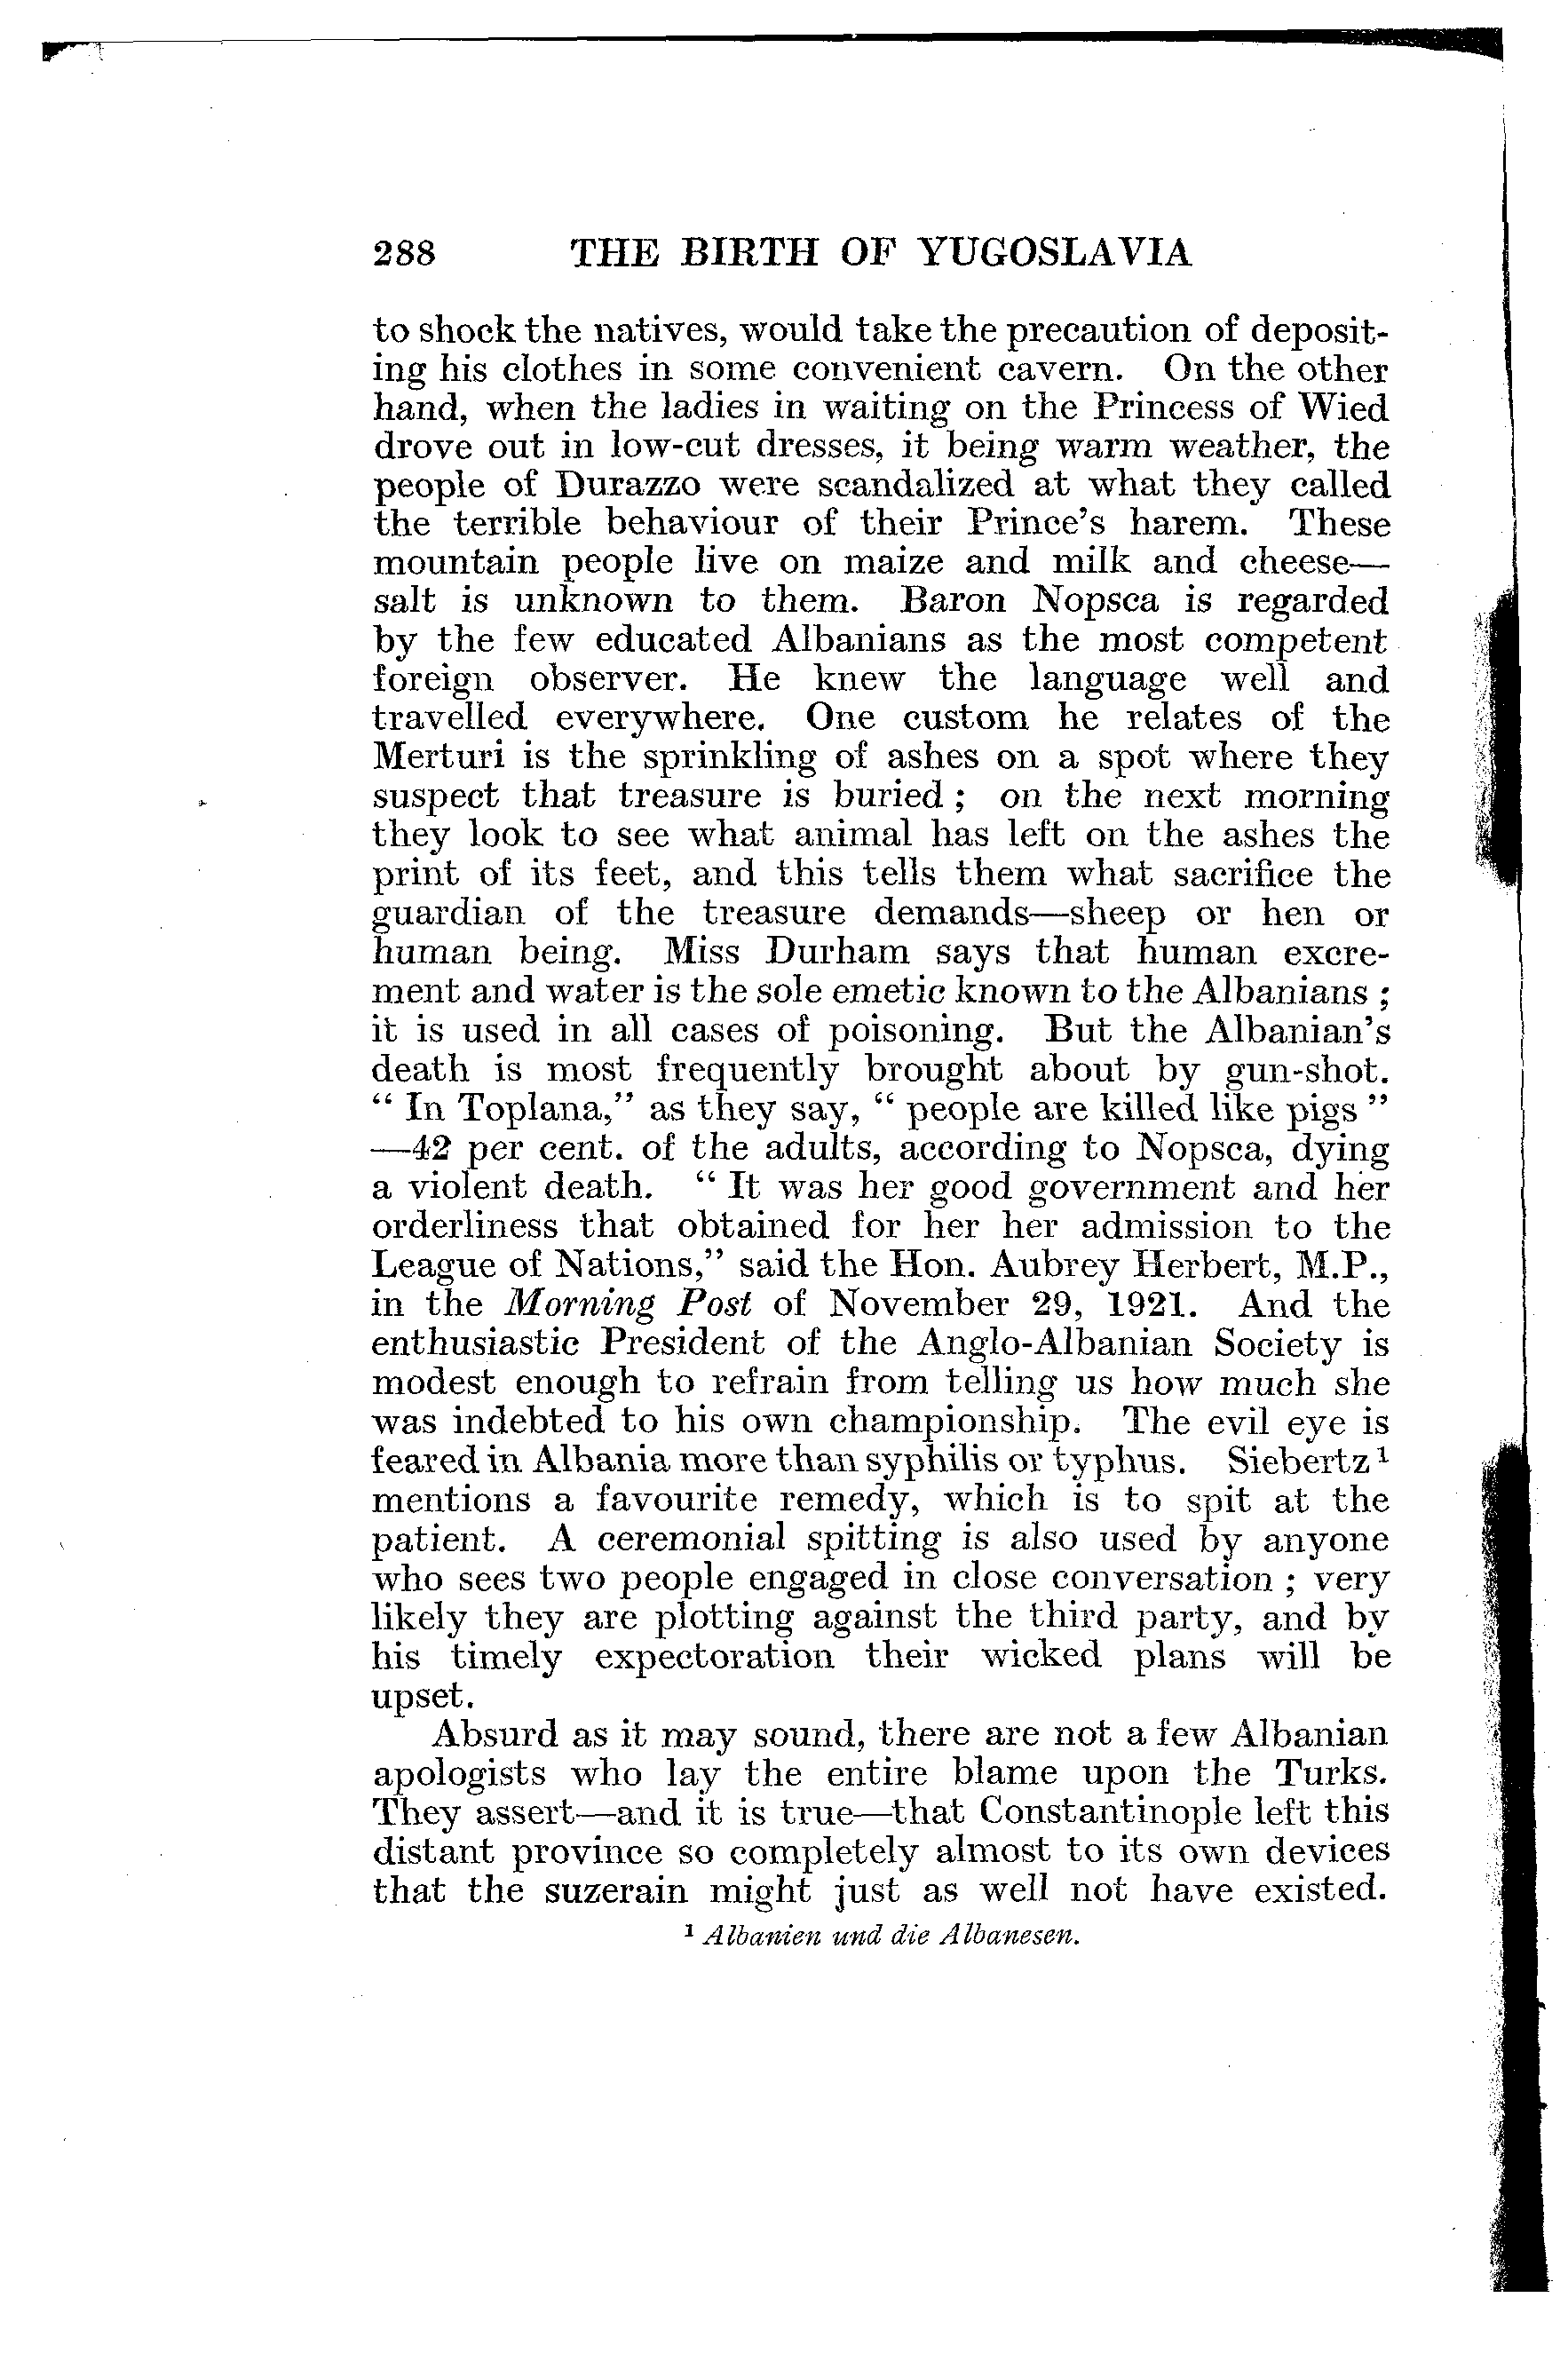 288 THE BIRTH OF YUGOSLAVIA
to shock the natives, would take the precaution of deposit-
ing his clothes in some convenient cavern. On the other
hand, when the ladies in waiting on the Princess of Wied
drove out in low-cut dresses, it being warm weather, the
people of Durazzo were scandalized at what they called
the terrible behaviour of their Prince's harem. These
mountain people live on maize and milk and cheese—
salt is unknown to them. Baron Nopsca is regarded
by the few educated Albanians as the most competent
foreign observer. He knew the language well and
travelled everywhere. One custom he relates of the
Merturi is the sprinkling of ashes on a spot where they
suspect that treasure is buried ; on the next morning
they look to see what animal has left on the ashes the
print of its feet, and this tells them what sacrifice the
guardian of the treasure demands—sheep or hen or
human being. Miss Durham says that human excre-
ment and water is the sole emetic known to the Albanians ;
it is used in all cases of poisoning. But the Albanian's
death is most frequently brought about by gun-shot.
“ In Toplana,” as they say, “ people are killed like pigs ”
—42 per cent. of the adults, according to Nopsca, dying
a violent death. “ It was her good government and her
orderliness that obtained for her her admission to the
League of Nations,” said the Hon. Aubrey Herbert, M.P.,
in the Morning Post of November 29, 1921. And the
enthusiastic President of the Anglo-Albanian Society is
modest enough to refrain from telling us how much she
was indebted to his own championship. The evil eye is
feared in Albania more than syphilis or typhus. Siebertz ¹
mentions a favourite remedy, which is to spit at the
patient. A ceremonial spitting is also used by anyone
who sees two people engaged in close conversation ; very
likely they are plotting against the third party, and by
his timely expectoration their wicked plans will be
upset.
Absurd as it may sound, there are not a few Albanian
apologists who lay the entire blame upon the Turks.
They assert—and it is true—that Constantinople left this
distant province so completely almost to its own devices
that the suzerain might just as well not have existed.
¹ Albanien und die Albanesen.